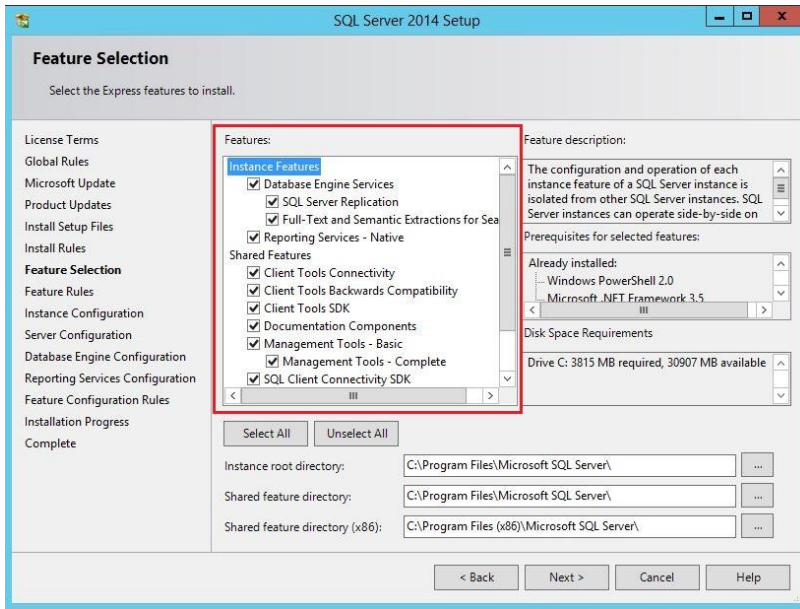 SQL Server 2014 Setup
Feature Selection
Select the Express features to install.
License Terms
Global Rules
Microsoft Update
Product Updates
Install Setup Files
Install Rules
Feature Selection
Feature Rules
Instance Configuration
Server Configuration
Database Engine Configuration
Reporting Services Configuration
Feature Configuration Rules
Installation Progress
Complete
Features:
Instance Features
Database Engine Services
SQL Server Replication
Full-Text and Semantic Extractions for Sea
Reporting Services - Native
Shared Features
Client Tools Connectivity
Client Tools Backwards Compatibility
Client Tools SDK
Documentation Components
Management Tools - Basic
Management Tools - Complete
SQL Client Connectivity SDK
Feature description:
The configuration and operation of each
instance feature of a SQL Server instance is
isolated from other SQL Server instances. SQL
Server instances can operate side-by-side on
Prerequisites for selected features:
Already installed:
Windows PowerShell 2.0
Microsoft .NET Framework 3.5
Disk Space Requirements
Drive C: 3815 MB required, 30907 MB available
Select All
Unselect All
Instance root directory:
C:\Program Files\Microsoft SQL Server\
...
Shared feature directory:
C:\Program Files\Microsoft SQL Server\
...
Shared feature directory (x86):
C:\Program Files (x86)\Microsoft SQL Server\
...
< Back
Next >
Cancel
Help